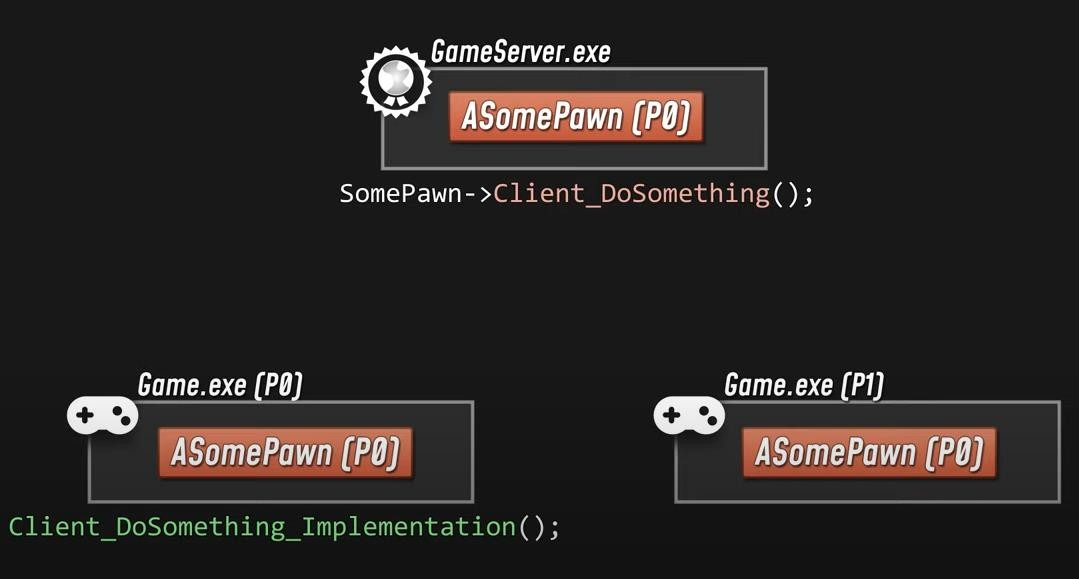 GameServer.exe
ASomePawn (P0)
SomePawn->Client_DoSomething();
Game.exe (P0)
ASomePawn (P0)
Client_DoSomething_Implementation();
Game.exe (P1)
ASomePawn (P0)